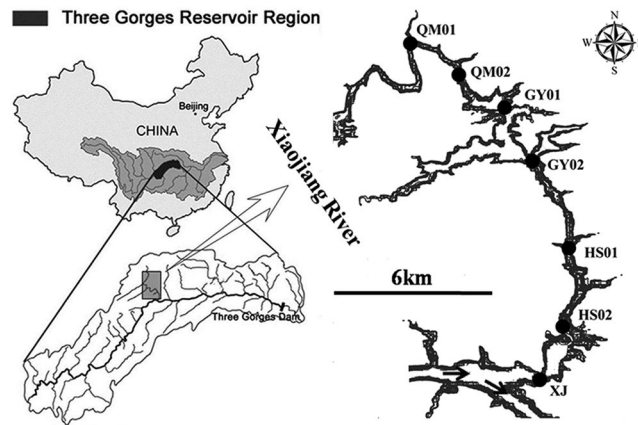 Three Gorges Reservoir Region
Beijing
CHINA
Three Gorges Dam
Xiaojiang River
N
W
E
S
QM01
QM02
GY01
GY02
HS01
6km
HS02
XJ